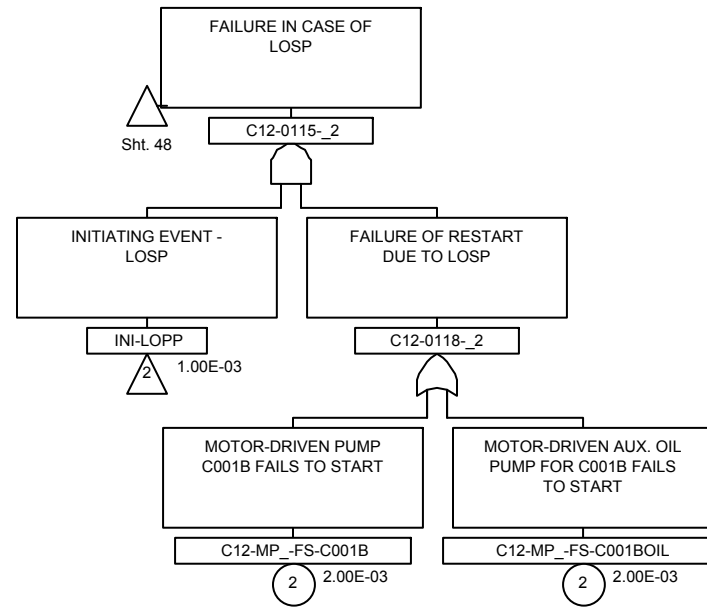 FAILURE IN CASE OF
LOSP
Sht. 48
C12-0115-_2
INITIATING EVENT -
LOSP
FAILURE OF RESTART
DUE TO LOSP
INI-LOPP
C12-0118-_2
2
1.00E-03
MOTOR-DRIVEN PUMP
C001B FAILS TO START
MOTOR-DRIVEN AUX. OIL
PUMP FOR C001B FAILS
TO START
C12-MP_-FS-C001B
C12-MP_-FS-C001BOIL
2
2.00E-03
2
2.00E-03